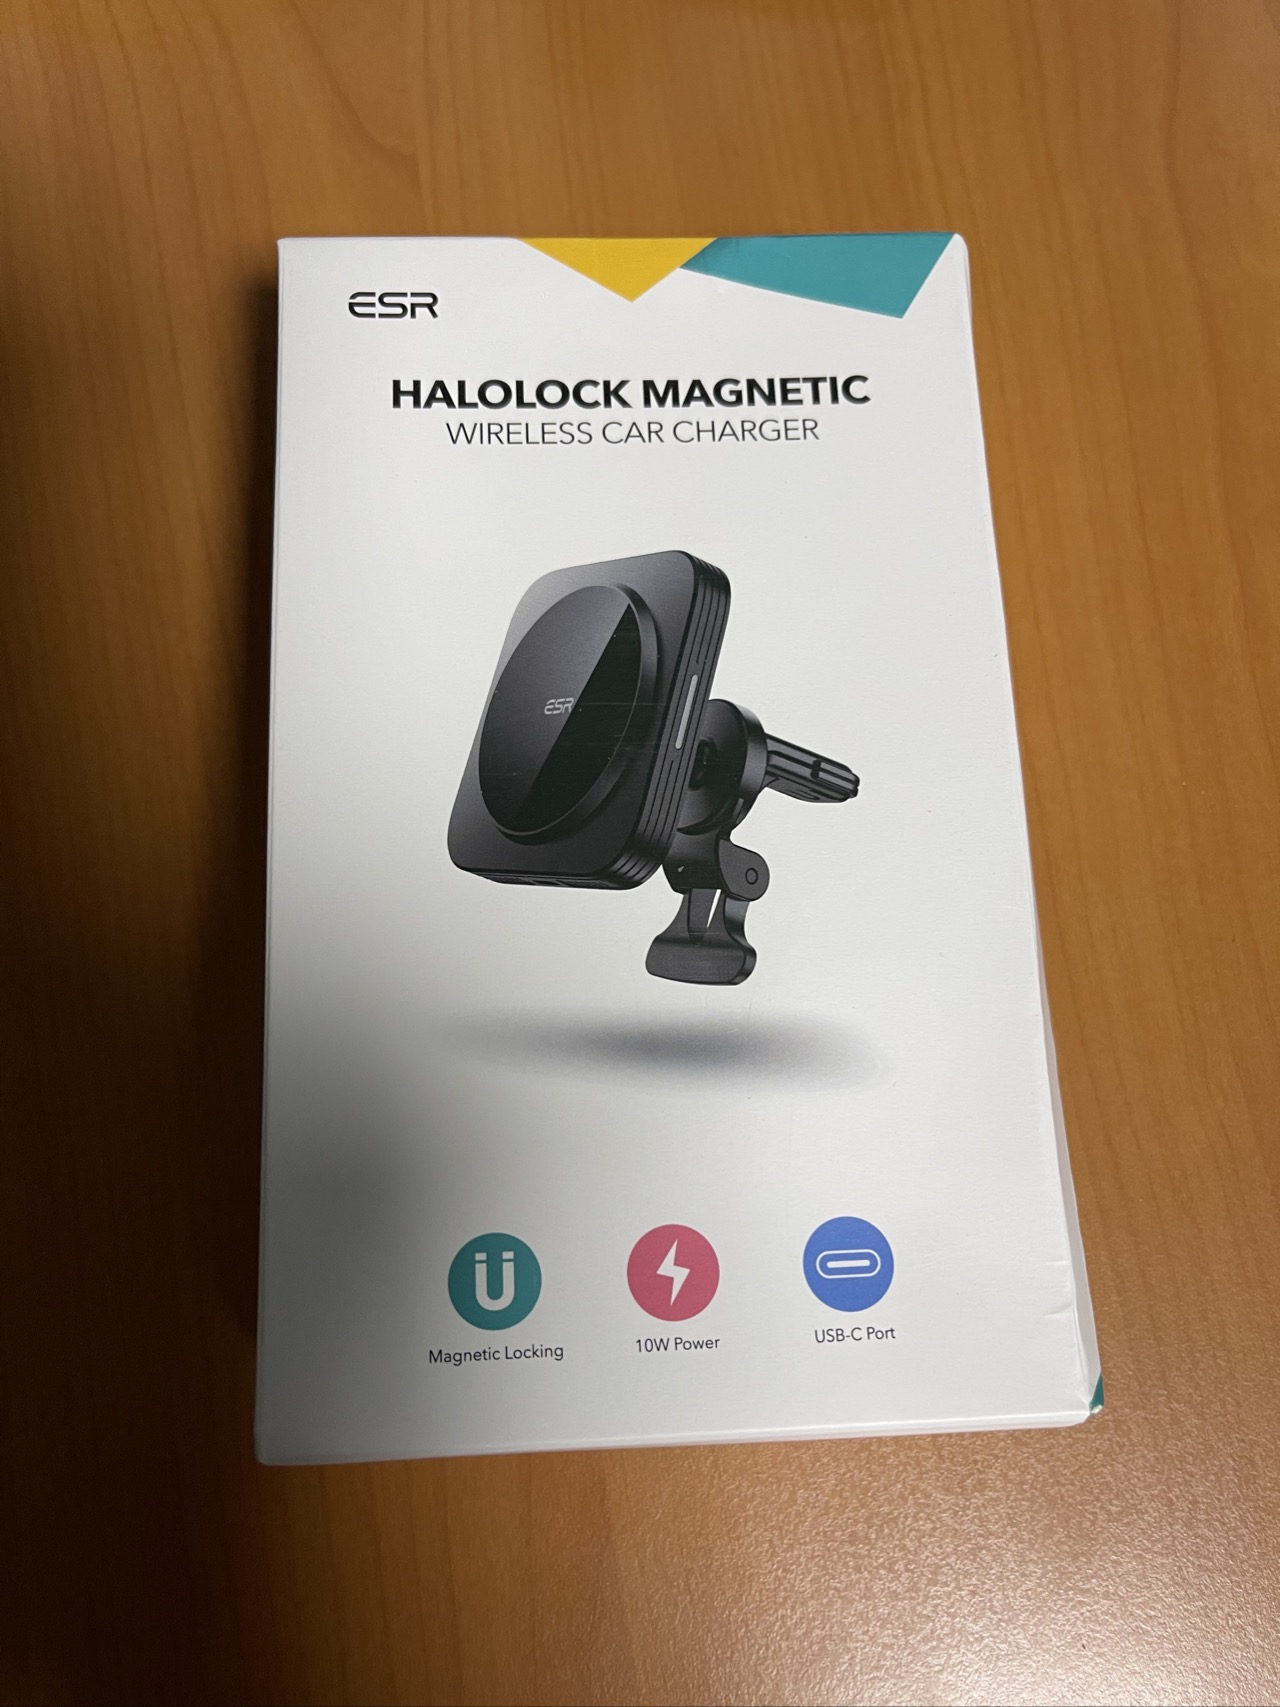 ESR
HALOLOCK MAGNETIC
WIRELESS CAR CHARGER
ESR
Magnetic Locking
10W Power
USB-C Port